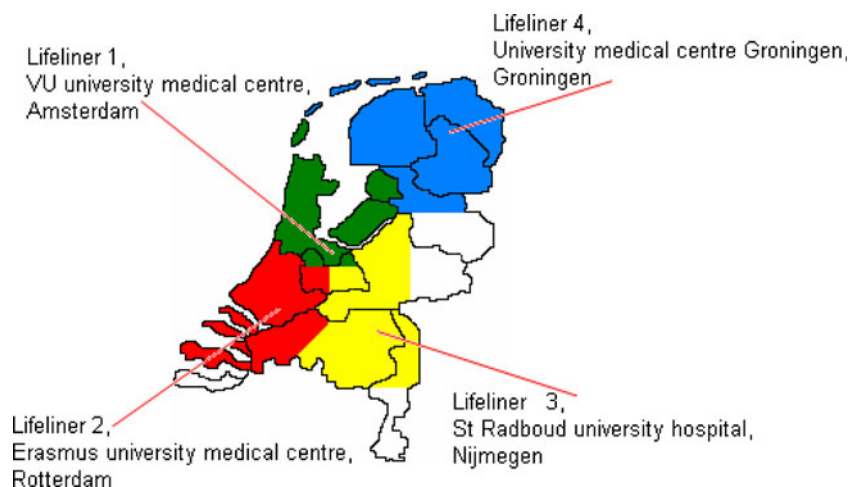 Lifeliner 1,
VU university medical centre,
Amsterdam
Lifeliner 4,
University medical centre Groningen,
Groningen
Lifeliner 2,
Erasmus university medical centre,
Rotterdam
Lifeliner 3,
St Radboud university hospital,
Nijmegen